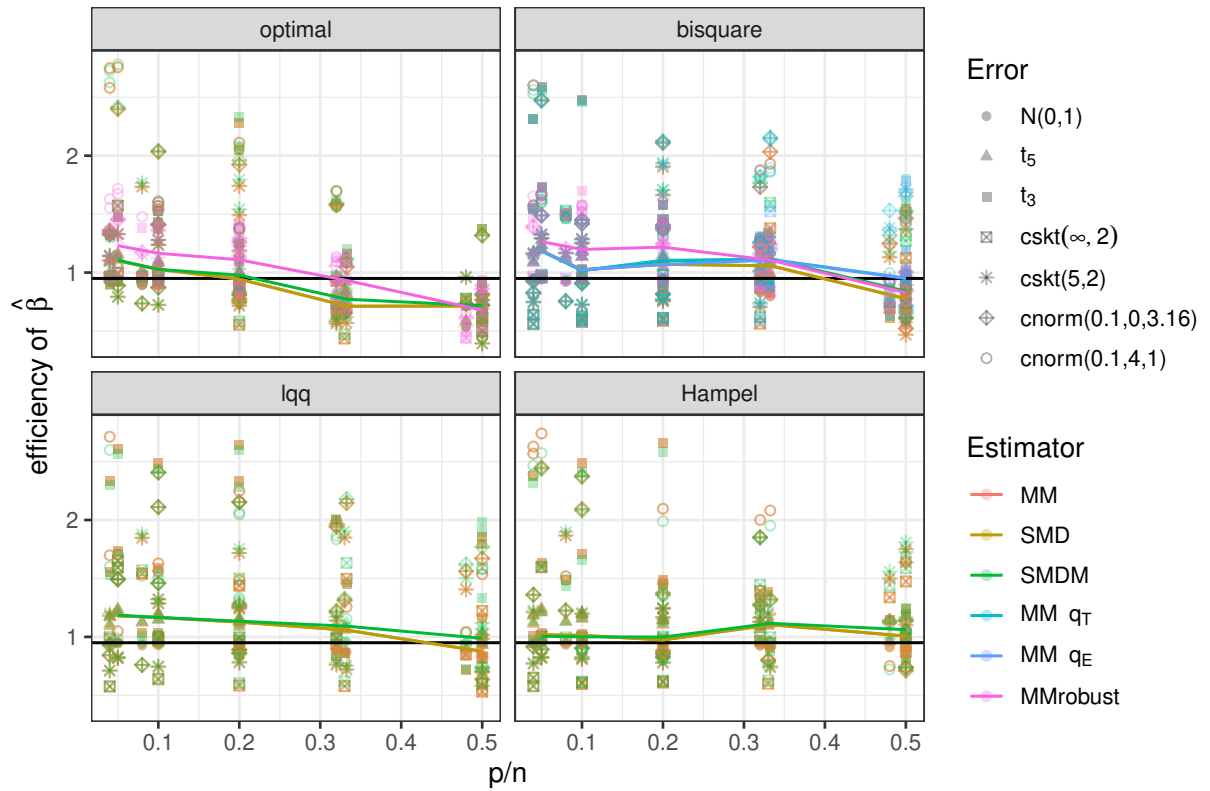 optimal
bisquare
2
1
lqq
Hampel
2
1
0.1 0.2 0.3 0.4 0.5
0.1 0.2 0.3 0.4 0.5
p/n
efficiency of β̂
Error
N(0,1)
t₅
t₃
cskt(∞, 2)
cskt(5,2)
cnorm(0.1,0,3.16)
cnorm(0.1,4,1)
Estimator
MM
SMD
SMDM
MM q_T
MM q_E
MMrobust